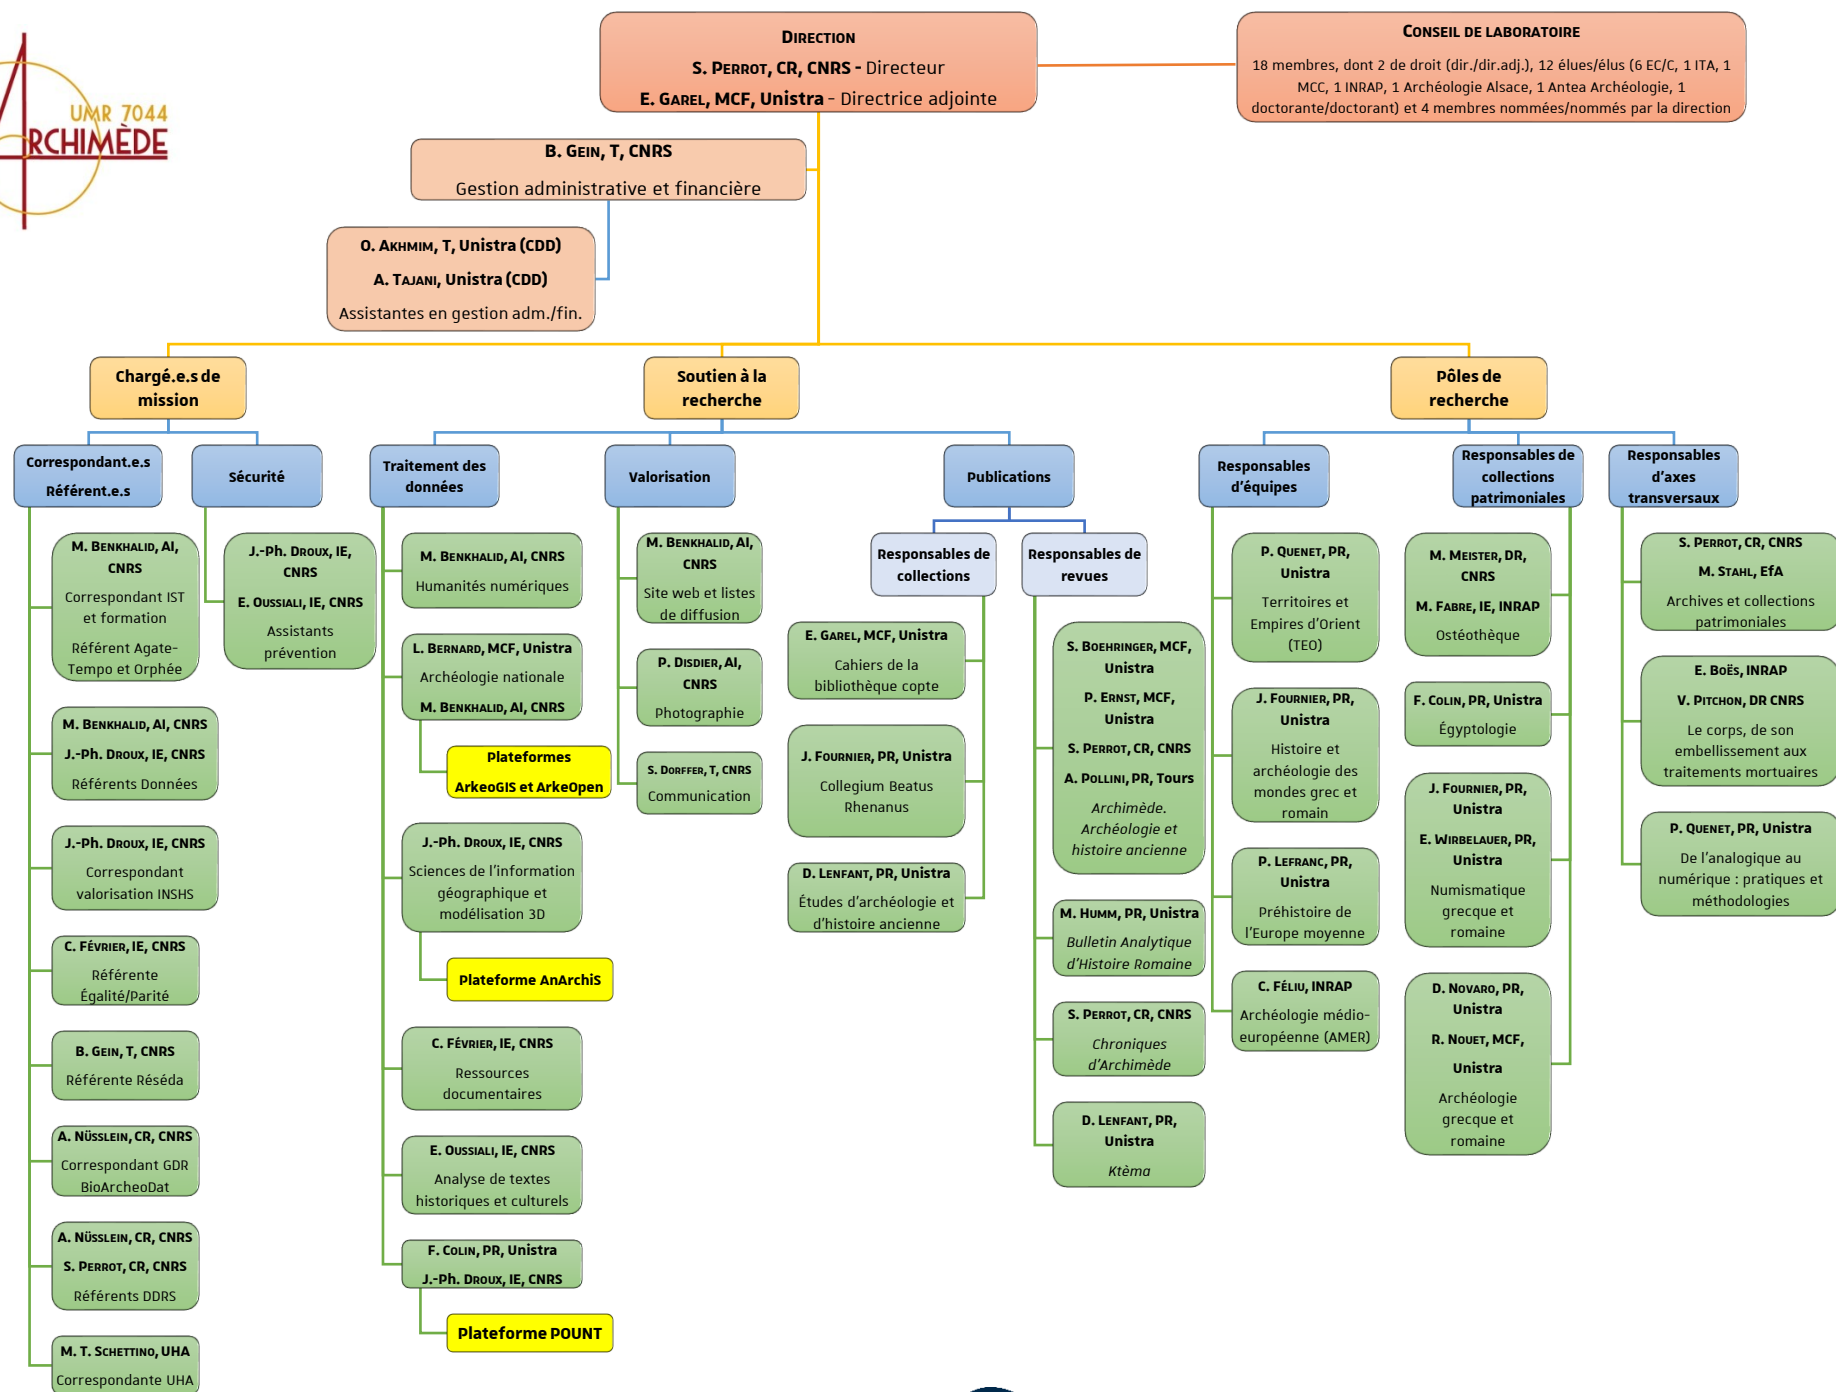 UMR 7044
ARCHIMÈDE
DIRECTION
S. PERROT, CR, CNRS - Directeur
E. GAREL, MCF, Unistra - Directrice adjointe
CONSEIL DE LABORATOIRE
18 membres, dont 2 de droit (dir./dir.adj.), 12 élues/élus (6 EC/C, 1 ITA, 1
MCC, 1 INRAP, 1 Archéologie Alsace, 1 Antea Archéologie, 1
doctorante/doctorant) et 4 membres nommées/nommés par la direction
B. GEIN, T, CNRS
Gestion administrative et financière
O. AKHMIM, T, Unistra (CDD)
A. TAJANI, Unistra (CDD)
Assistantes en gestion adm./fin.
Chargé.e.s de
mission
Soutien à la
recherche
Pôles de
recherche
Correspondant.e.s
Référent.e.s
Sécurité
Traitement des
données
Valorisation
Publications
Responsables
d'équipes
Responsables de
collections
patrimoniales
Responsables
d'axes
transversaux
M. BENKHALID, AI,
CNRS
Correspondant IST
et formation
Référent Agate-
Tempo et Orphée
M. BENKHALID, AI, CNRS
J.-Ph. DROUX, IE, CNRS
Référents Données
J.-Ph. DROUX, IE, CNRS
Correspondant
valorisation INSHS
C. FÉVRIER, IE, CNRS
Référente
Égalité/Parité
B. GEIN, T, CNRS
Référente Réséda
A. NÜSSLEIN, CR, CNRS
Correspondant GDR
BioArcheoDat
A. NÜSSLEIN, CR, CNRS
S. PERROT, CR, CNRS
Référents DDRS
M. T. SCHETTINO, UHA
Correspondante UHA
J.-Ph. DROUX, IE,
CNRS
E. OUSSIALI, IE, CNRS
Assistants
prévention
M. BENKHALID, AI, CNRS
Humanités numériques
L. BERNARD, MCF, Unistra
Archéologie nationale
M. BENKHALID, AI, CNRS
Plateformes
ArkeoGIS et ArkeOpen
J.-Ph. DROUX, IE, CNRS
Sciences de l'information
géographique et
modélisation 3D
Plateforme AnArchiS
C. FÉVRIER, IE, CNRS
Ressources
documentaires
E. OUSSIALI, IE, CNRS
Analyse de textes
historiques et culturels
F. COLIN, PR, Unistra
J.-Ph. DROUX, IE, CNRS
Plateforme POUNT
M. BENKHALID, AI,
CNRS
Site web et listes
de diffusion
P. DISDIER, AI,
CNRS
Photographie
S. DORFFER, T, CNRS
Communication
Responsables de
collections
Responsables de
revues
E. GAREL, MCF, Unistra
Cahiers de la
bibliothèque copte
J. FOURNIER, PR, Unistra
Collegium Beatus
Rhenanus
D. LENFANT, PR, Unistra
Études d'archéologie et
d'histoire ancienne
S. BOEHRINGER, MCF,
Unistra
P. ERNST, MCF,
Unistra
S. PERROT, CR, CNRS
A. POLLINI, PR, Tours
Archimède.
Archéologie et
histoire ancienne
M. HUMM, PR, Unistra
Bulletin Analytique
d'Histoire Romaine
S. PERROT, CR, CNRS
Chroniques
d'Archimède
D. LENFANT, PR,
Unistra
Ktèma
P. QUENET, PR,
Unistra
Territoires et
Empires d'Orient
(TEO)
J. FOURNIER, PR,
Unistra
Histoire et
archéologie des
mondes grec et
romain
P. LEFRANC, PR,
Unistra
Préhistoire de
l'Europe moyenne
C. FÉLIU, INRAP
Archéologie médio-
européenne (AMER)
M. MEISTER, DR,
CNRS
M. FABRE, IE, INRAP
Ostéothèque
F. COLIN, PR, Unistra
Égyptologie
J. FOURNIER, PR,
Unistra
E. WIRBELAUER, PR,
Unistra
Numismatique
grecque et
romaine
D. NOVARO, PR,
Unistra
R. NOUET, MCF,
Unistra
Archéologie
grecque et
romaine
S. PERROT, CR, CNRS
M. STAHL, EfA
Archives et collections
patrimoniales
E. BOËS, INRAP
V. PITCHON, DR CNRS
Le corps, de son
embellissement aux
traitements mortuaires
P. QUENET, PR, Unistra
De l'analogique au
numérique : pratiques et
méthodologies